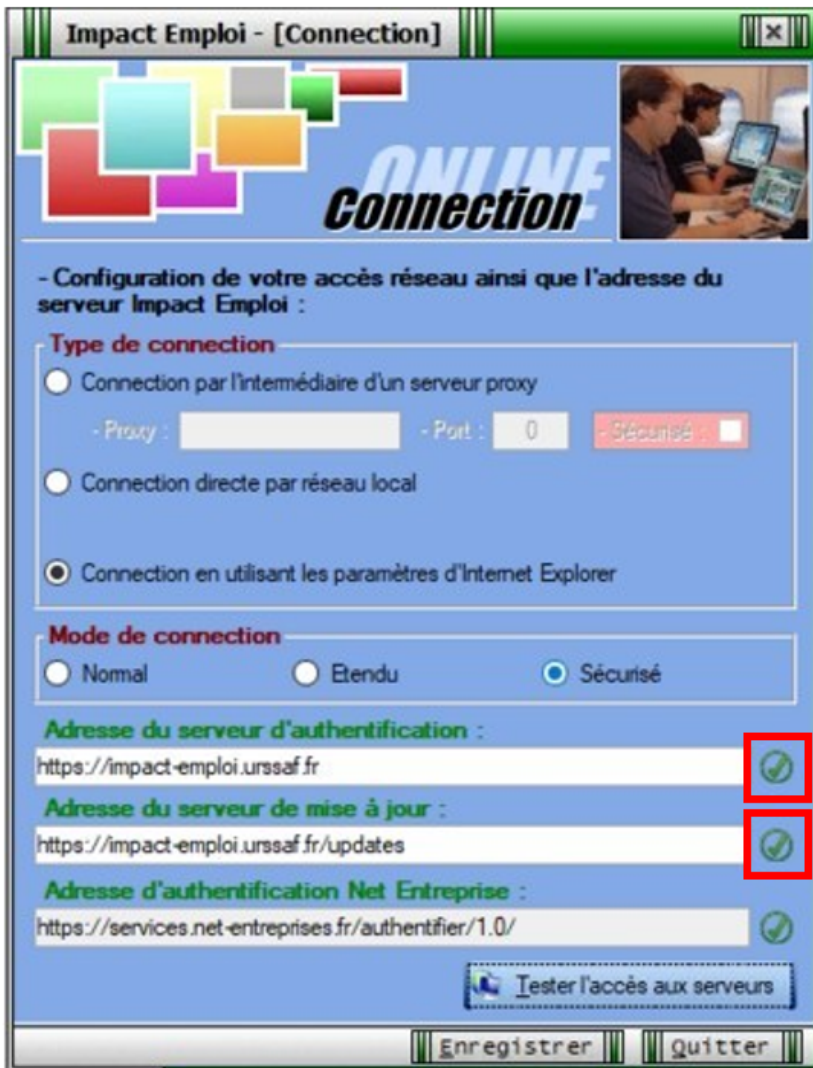 Impact Emploi - [Connection]
ONLINE
Connection
- Configuration de votre accès réseau ainsi que l'adresse du
serveur Impact Emploi :
Type de connection
Connection par l'intermédiaire d'un serveur proxy
- Proxy :
- Port : 0
- Sécurisé :
Connection directe par réseau local
Connection en utilisant les paramètres d'Internet Explorer
Mode de connection
Normal Etendu Sécurisé
Adresse du serveur d'authentification :
https://impact-emploi.urssaf.fr
Adresse du serveur de mise à jour :
https://impact-emploi.urssaf.fr/updates
Adresse d'authentification Net Entreprise :
https://services.net-entreprises.fr/authentifier/1.0/
Tester l'accès aux serveurs
Enregistrer Quitter